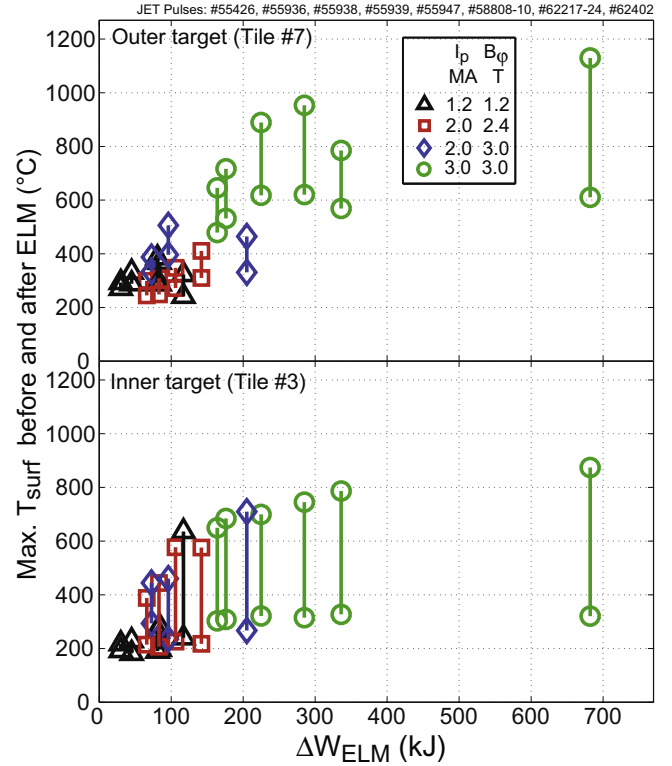 JET Pulses: #55426, #55936, #55938, #55939, #55947, #58808-10, #62217-24, #62402
1200
1000
800
600
400
200
0
Outer target (Tile #7)
Ip Bφ
MA T
1.2 1.2
2.0 2.4
2.0 3.0
3.0 3.0
Max. Tsurf before and after ELM (°C)
1200
1000
800
600
400
200
0
Inner target (Tile #3)
0 100 200 300 400 500 600 700
ΔWELM (kJ)